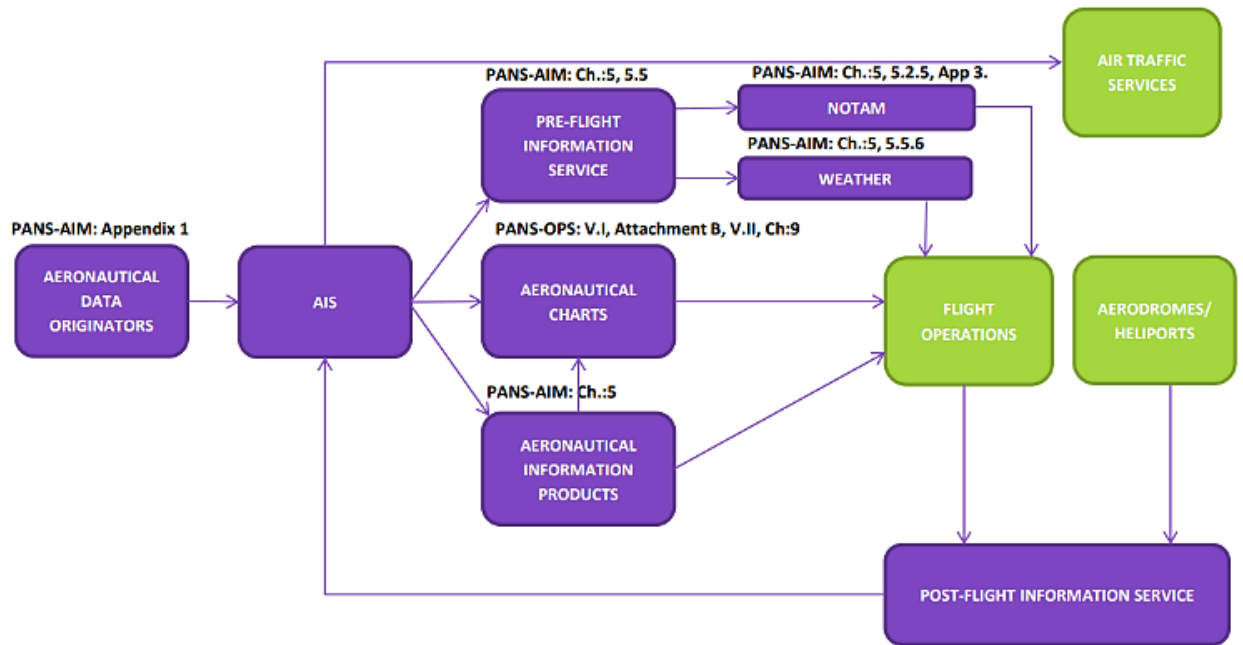 AIR TRAFFIC
SERVICES
PANS-AIM: Ch.:5, 5.5
PANS-AIM: Ch.:5, 5.2.5, App 3.
PRE-FLIGHT
INFORMATION
SERVICE
NOTAM
PANS-AIM: Ch.:5, 5.5.6
WEATHER
PANS-AIM: Appendix 1
PANS-OPS: V.I, Attachment B, V.II, Ch:9
AERONAUTICAL
DATA
ORIGINATORS
AIS
AERONAUTICAL
CHARTS
FLIGHT
OPERATIONS
AERODROMES/
HELIPORTS
PANS-AIM: Ch.:5
AERONAUTICAL
INFORMATION
PRODUCTS
POST-FLIGHT INFORMATION SERVICE